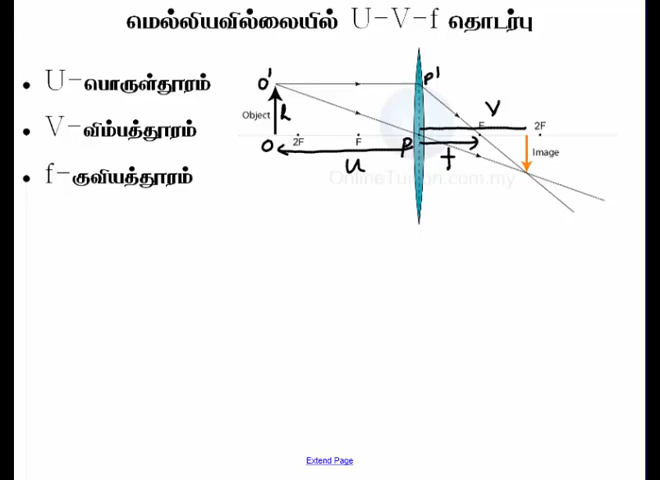 மெல்லியவில்லையில் U-V-f தொடர்பு
• U-பொருள்தூரம்
• V-விம்பத்தூரம்
• f-குவியத்தூரம்
O' P'
Object h V
2F F F 2F
O P Image
U f
OnlineTuition.com.my
Extend Page